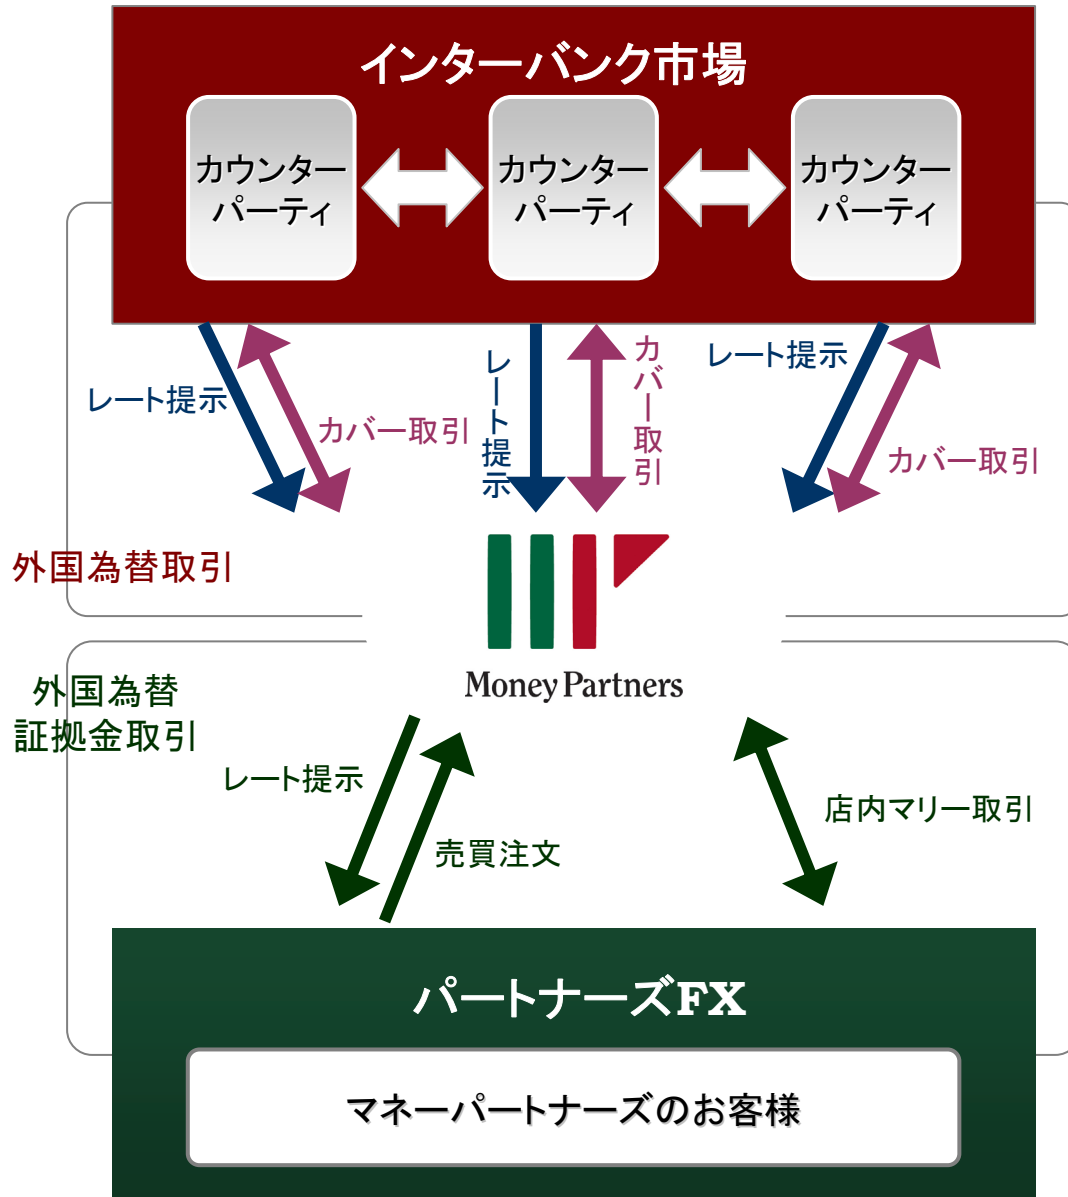 インターバンク市場
カウンター
パーティ
カウンター
パーティ
カウンター
パーティ
レート提示
カバー取引
レート提示
カバー取引
レート提示
カバー取引
外国為替取引
Money Partners
外国為替
証拠金取引
レート提示
売買注文
店内マリー取引
パートナーズFX
マネーパートナーズのお客様